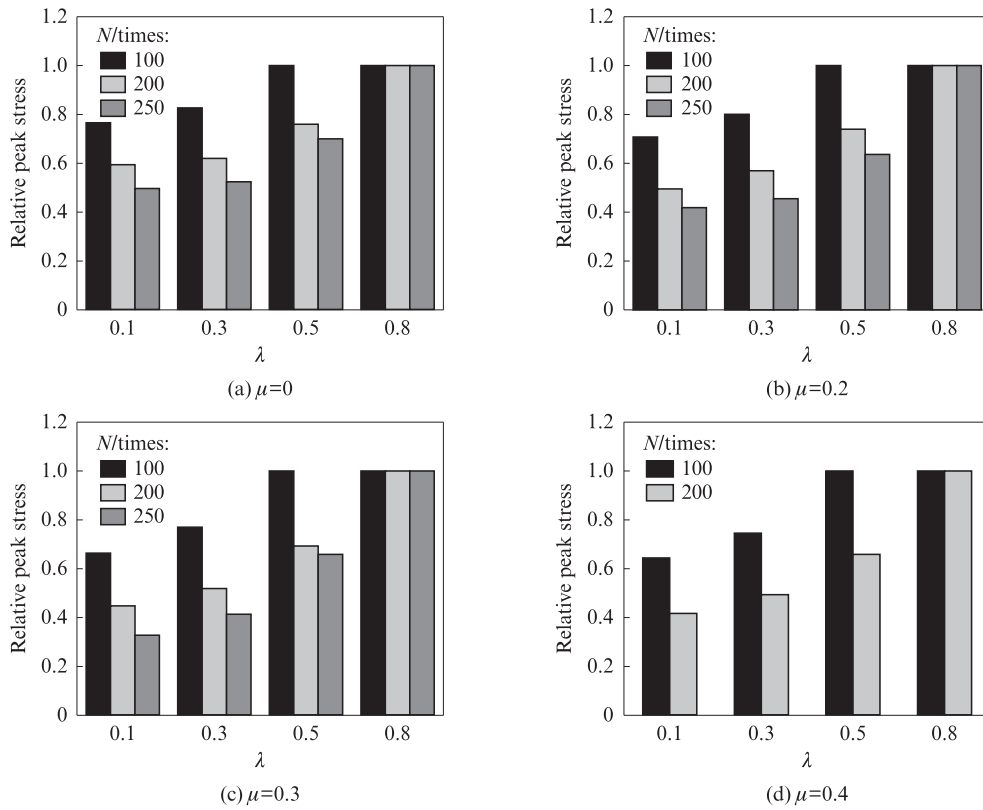 1.2
N/times:
100
200
250
1.0
0.8
0.6
0.4
0.2
0
Relative peak stress
0.1 0.3 0.5 0.8
λ
(a) μ=0
1.2
N/times:
100
200
250
1.0
0.8
0.6
0.4
0.2
0
Relative peak stress
0.1 0.3 0.5 0.8
λ
(b) μ=0.2
1.2
N/times:
100
200
250
1.0
0.8
0.6
0.4
0.2
0
Relative peak stress
0.1 0.3 0.5 0.8
λ
(c) μ=0.3
1.2
N/times:
100
200
1.0
0.8
0.6
0.4
0.2
0
Relative peak stress
0.1 0.3 0.5 0.8
λ
(d) μ=0.4